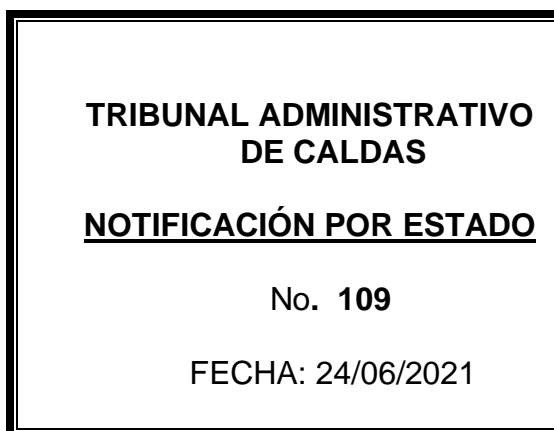 TRIBUNAL ADMINISTRATIVO
DE CALDAS
NOTIFICACIÓN POR ESTADO
No. 109
FECHA: 24/06/2021